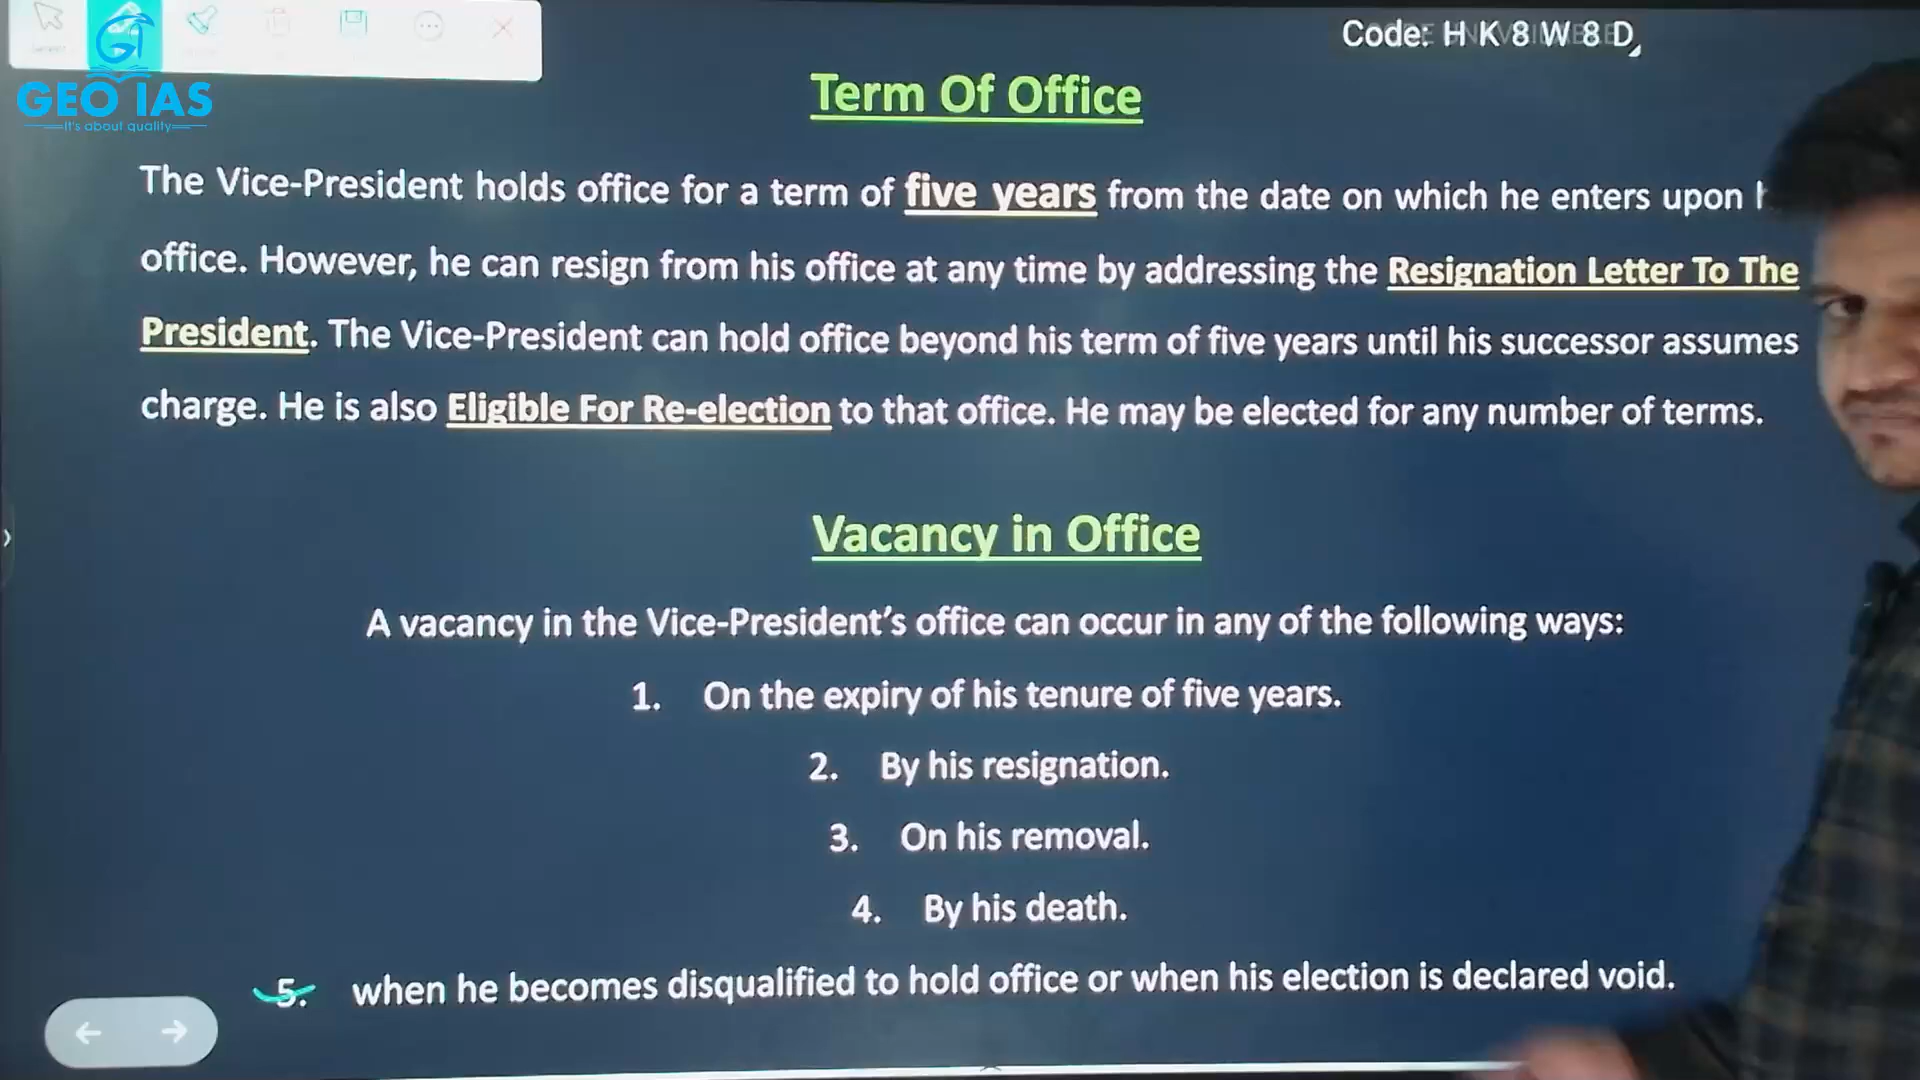 Code: H K 8 W 8 D
GEO IAS
It's about quality
Term Of Office
The Vice-President holds office for a term of five years from the date on which he enters upon
office. However, he can resign from his office at any time by addressing the Resignation Letter To The
President. The Vice-President can hold office beyond his term of five years until his successor assumes
charge. He is also Eligible For Re-election to that office. He may be elected for any number of terms.
Vacancy in Office
A vacancy in the Vice-President’s office can occur in any of the following ways:
1. On the expiry of his tenure of five years.
2. By his resignation.
3. On his removal.
4. By his death.
5. when he becomes disqualified to hold office or when his election is declared void.